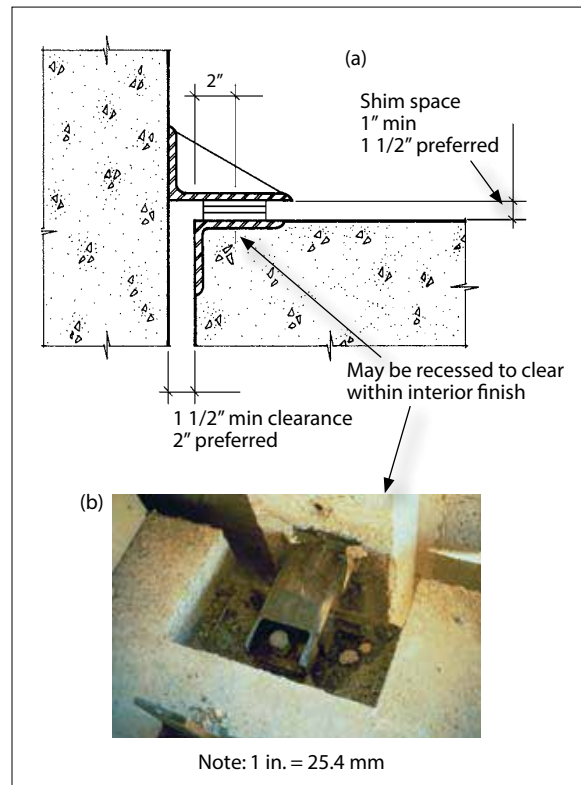 (a)
2”
Shim space
1” min
1 1/2” preferred
May be recessed to clear
within interior finish
1 1/2” min clearance
2” preferred
(b)
Note: 1 in. = 25.4 mm